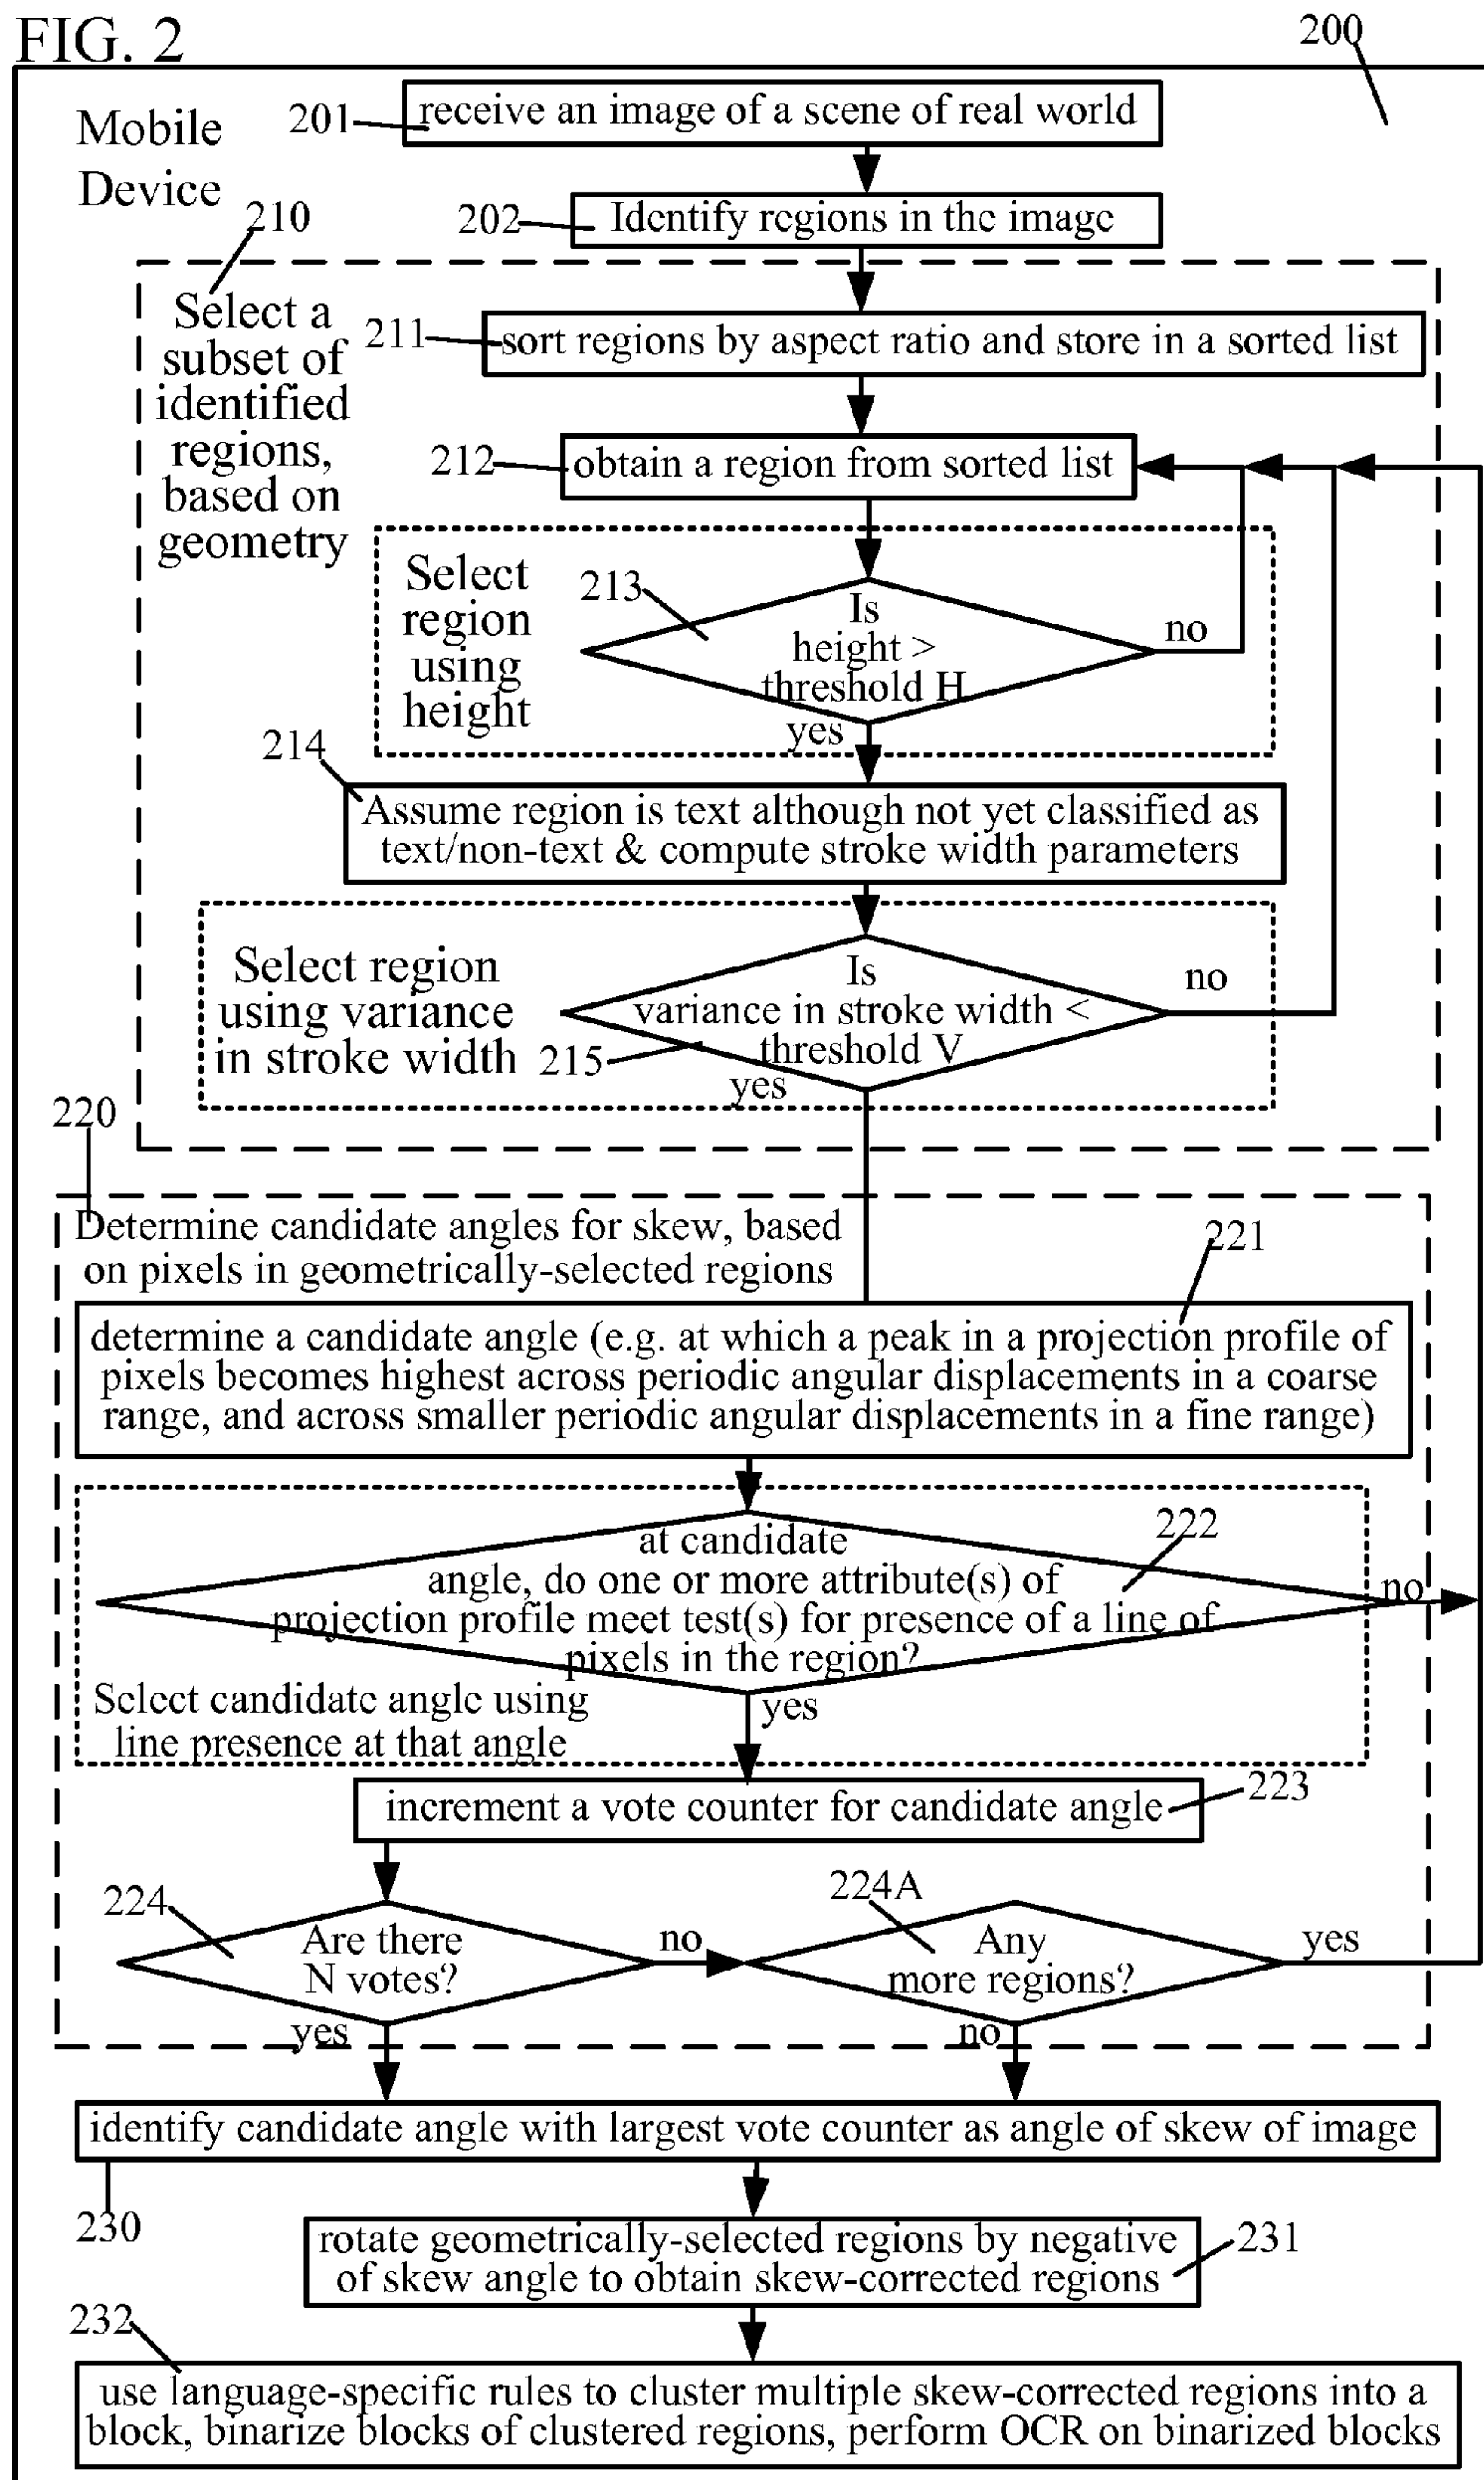 FIG. 2
200
Mobile
Device
201
receive an image of a scene of real world
202
Identify regions in the image
210
Select a
subset of
identified
regions,
based on
geometry
211
sort regions by aspect ratio and store in a sorted list
212
obtain a region from sorted list
Select
region
using
height
213
Is
height >
threshold H
no
yes
214
Assume region is text although not yet classified as
text/non-text & compute stroke width parameters
Select region
using variance
in stroke width
215
Is
variance in stroke width <
threshold V
no
yes
220
Determine candidate angles for skew, based
on pixels in geometrically-selected regions
221
determine a candidate angle (e.g. at which a peak in a projection profile of
pixels becomes highest across periodic angular displacements in a coarse
range, and across smaller periodic angular displacements in a fine range)
222
at candidate
angle, do one or more attribute(s) of
projection profile meet test(s) for presence of a line of
pixels in the region?
no
yes
Select candidate angle using
line presence at that angle
increment a vote counter for candidate angle
223
224
Are there
N votes?
no
yes
224A
Any
more regions?
yes
no
identify candidate angle with largest vote counter as angle of skew of image
230
rotate geometrically-selected regions by negative
of skew angle to obtain skew-corrected regions
231
232
use language-specific rules to cluster multiple skew-corrected regions into a
block, binarize blocks of clustered regions, perform OCR on binarized blocks